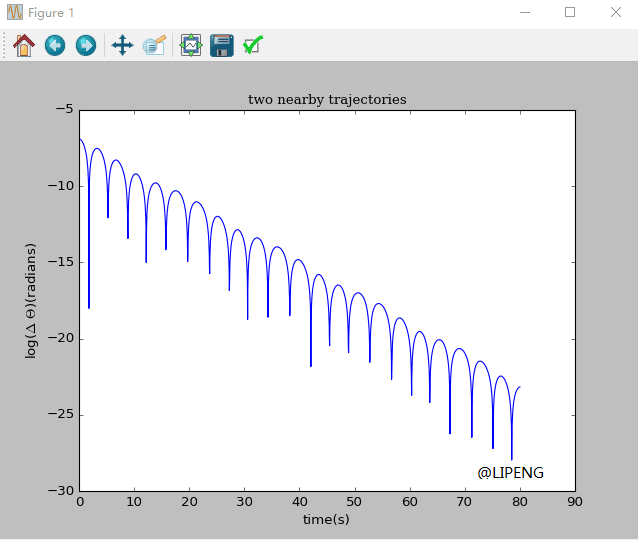 Figure 1
two nearby trajectories
−5
−10
−15
−20
−25
−30
log(Δ Θ)(radians)
@LIPENG
0 10 20 30 40 50 60 70 80 90
time(s)